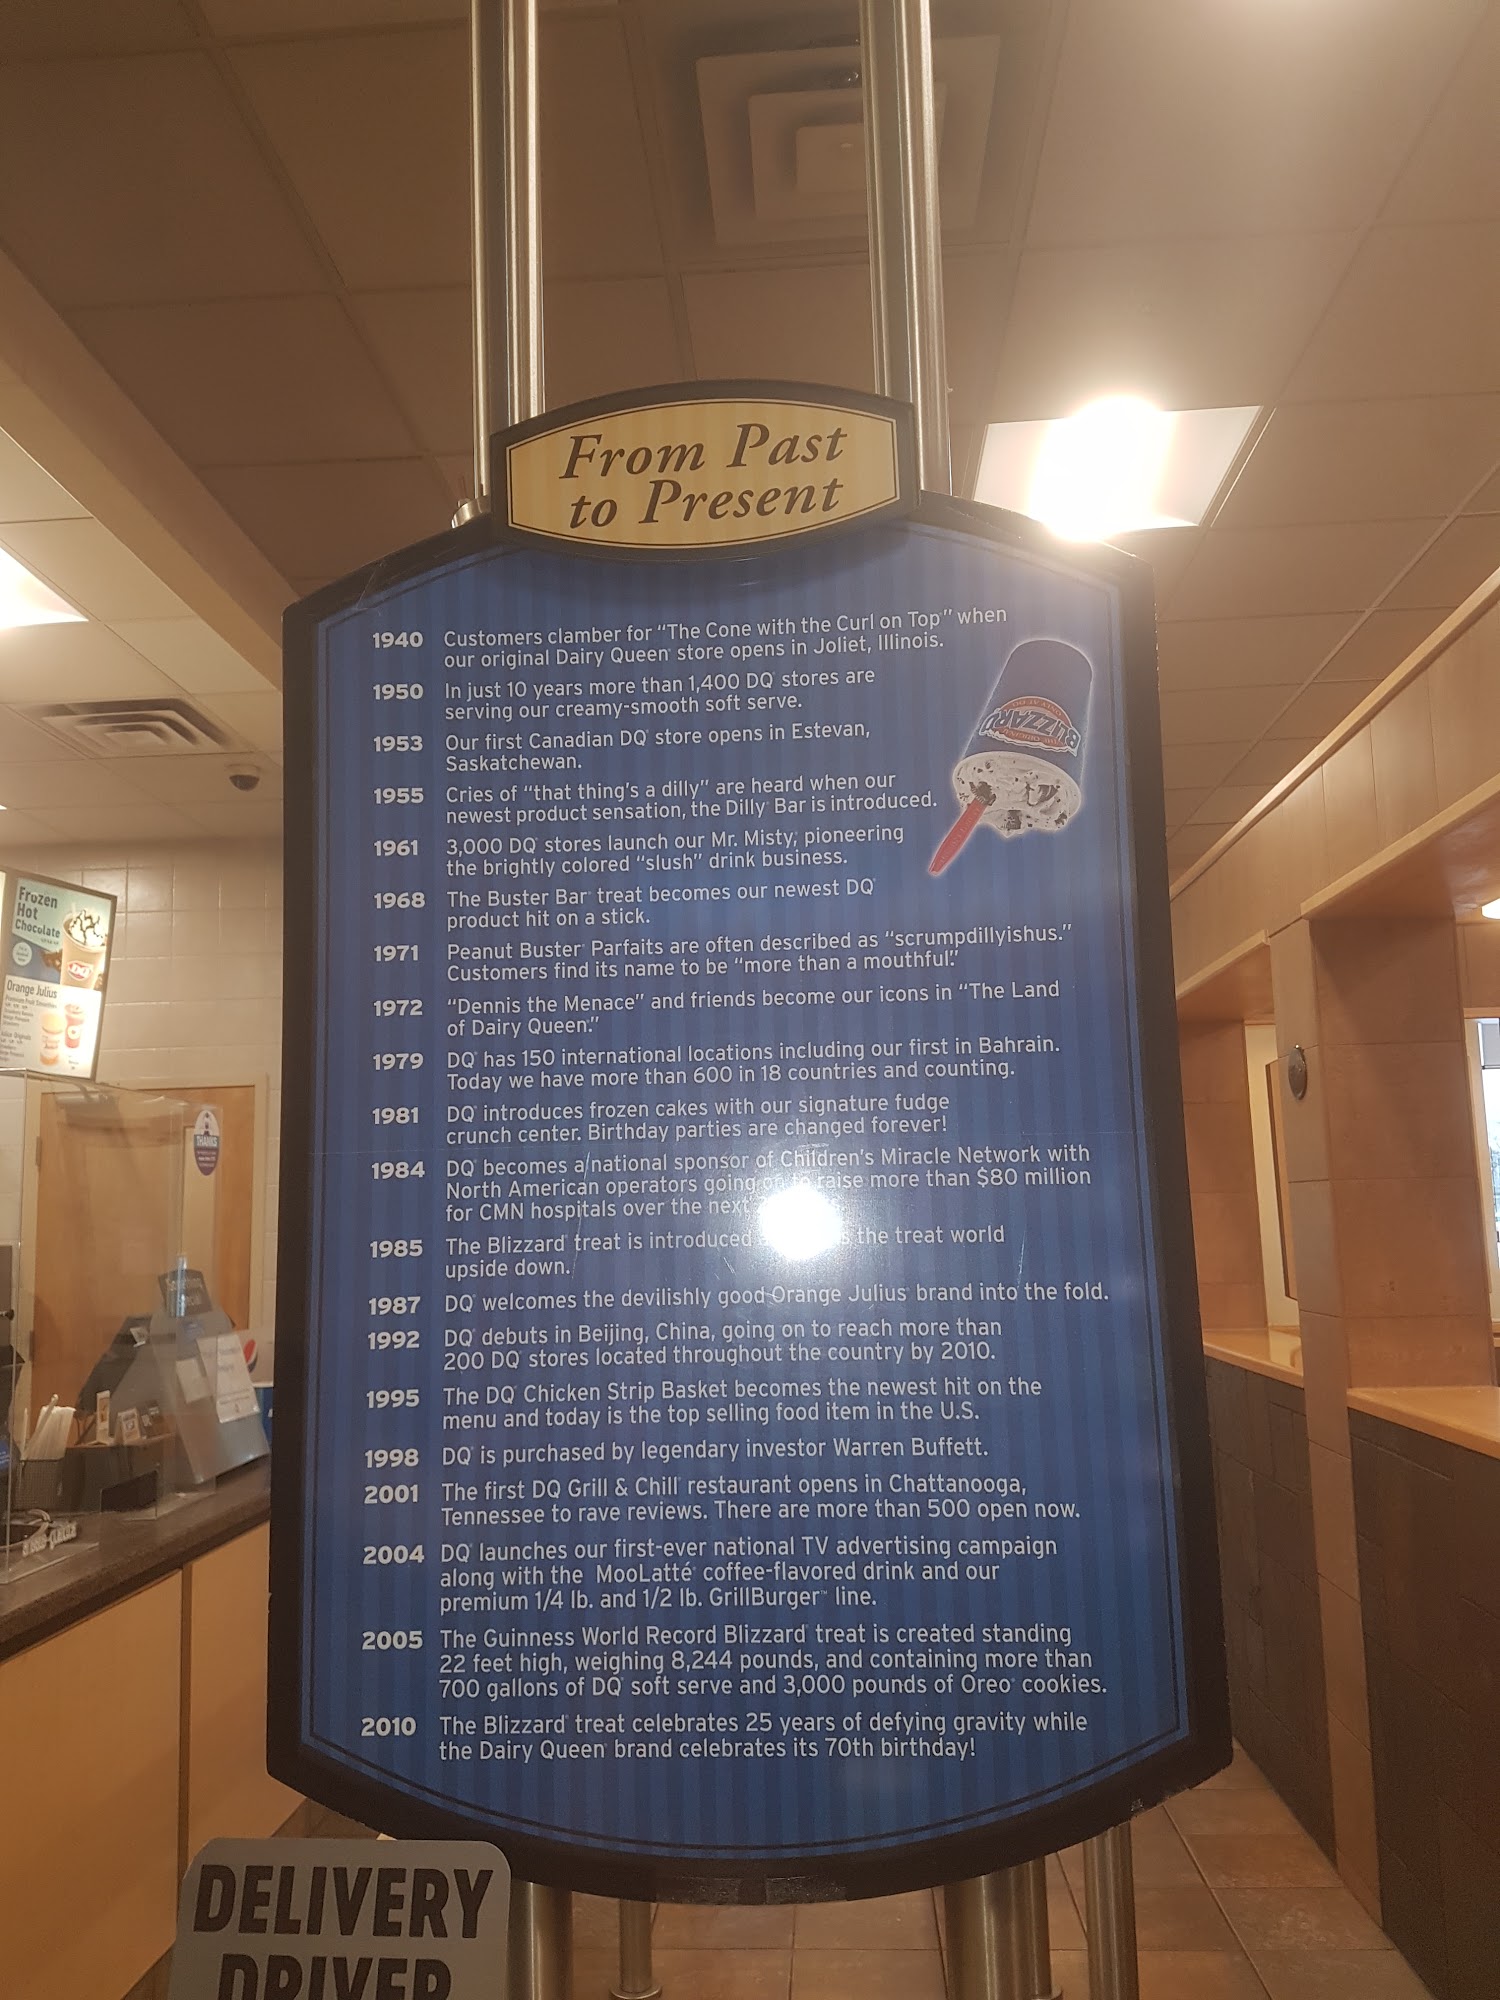 From Past
to Present
1940 Customers clamber for "The Cone with the Curl on Top" when
our original Dairy Queen store opens in Joliet, Illinois.
1950 In just 10 years more than 1,400 DQ stores are
serving our creamy-smooth soft serve.
1953 Our first Canadian DQ store opens in Estevan,
Saskatchewan.
1955 Cries of "that thing's a dilly" are heard when our
newest product sensation, the Dilly Bar is introduced.
1961 3,000 DQ stores launch our Mr. Misty, pioneering
the brightly colored "slush" drink business.
1968 The Buster Bar treat becomes our newest DQ
product hit on a stick.
1971 Peanut Buster Parfaits are often described as "scrumpdillyishus."
Customers find its name to be "more than a mouthful."
1972 "Dennis the Menace" and friends become our icons in "The Land
of Dairy Queen."
1979 DQ has 150 international locations including our first in Bahrain.
Today we have more than 600 in 18 countries and counting.
1981 DQ introduces frozen cakes with our signature fudge
crunch center. Birthday parties are changed forever!
1984 DQ becomes a national sponsor of Children's Miracle Network with
North American operators going on to raise more than $80 million
for CMN hospitals over the next
1985 The Blizzard treat is introduced the treat world
upside down.
1987 DQ welcomes the devilishly good Orange Julius brand into the fold.
1992 DQ debuts in Beijing, China, going on to reach more than
200 DQ stores located throughout the country by 2010.
1995 The DQ Chicken Strip Basket becomes the newest hit on the
menu and today is the top selling food item in the U.S.
1998 DQ is purchased by legendary investor Warren Buffett.
2001 The first DQ Grill & Chill restaurant opens in Chattanooga,
Tennessee to rave reviews. There are more than 500 open now.
2004 DQ launches our first-ever national TV advertising campaign
along with the MooLatté coffee-flavored drink and our
premium 1/4 lb. and 1/2 lb. GrillBurger™ line.
2005 The Guinness World Record Blizzard treat is created standing
22 feet high, weighing 8,244 pounds, and containing more than
700 gallons of DQ soft serve and 3,000 pounds of Oreo cookies.
2010 The Blizzard treat celebrates 25 years of defying gravity while
the Dairy Queen brand celebrates its 70th birthday!
BLIZZARD
Frozen
Hot
Chocolate
DQ
Orange Julius
THANKS
DELIVERY
DRIVER